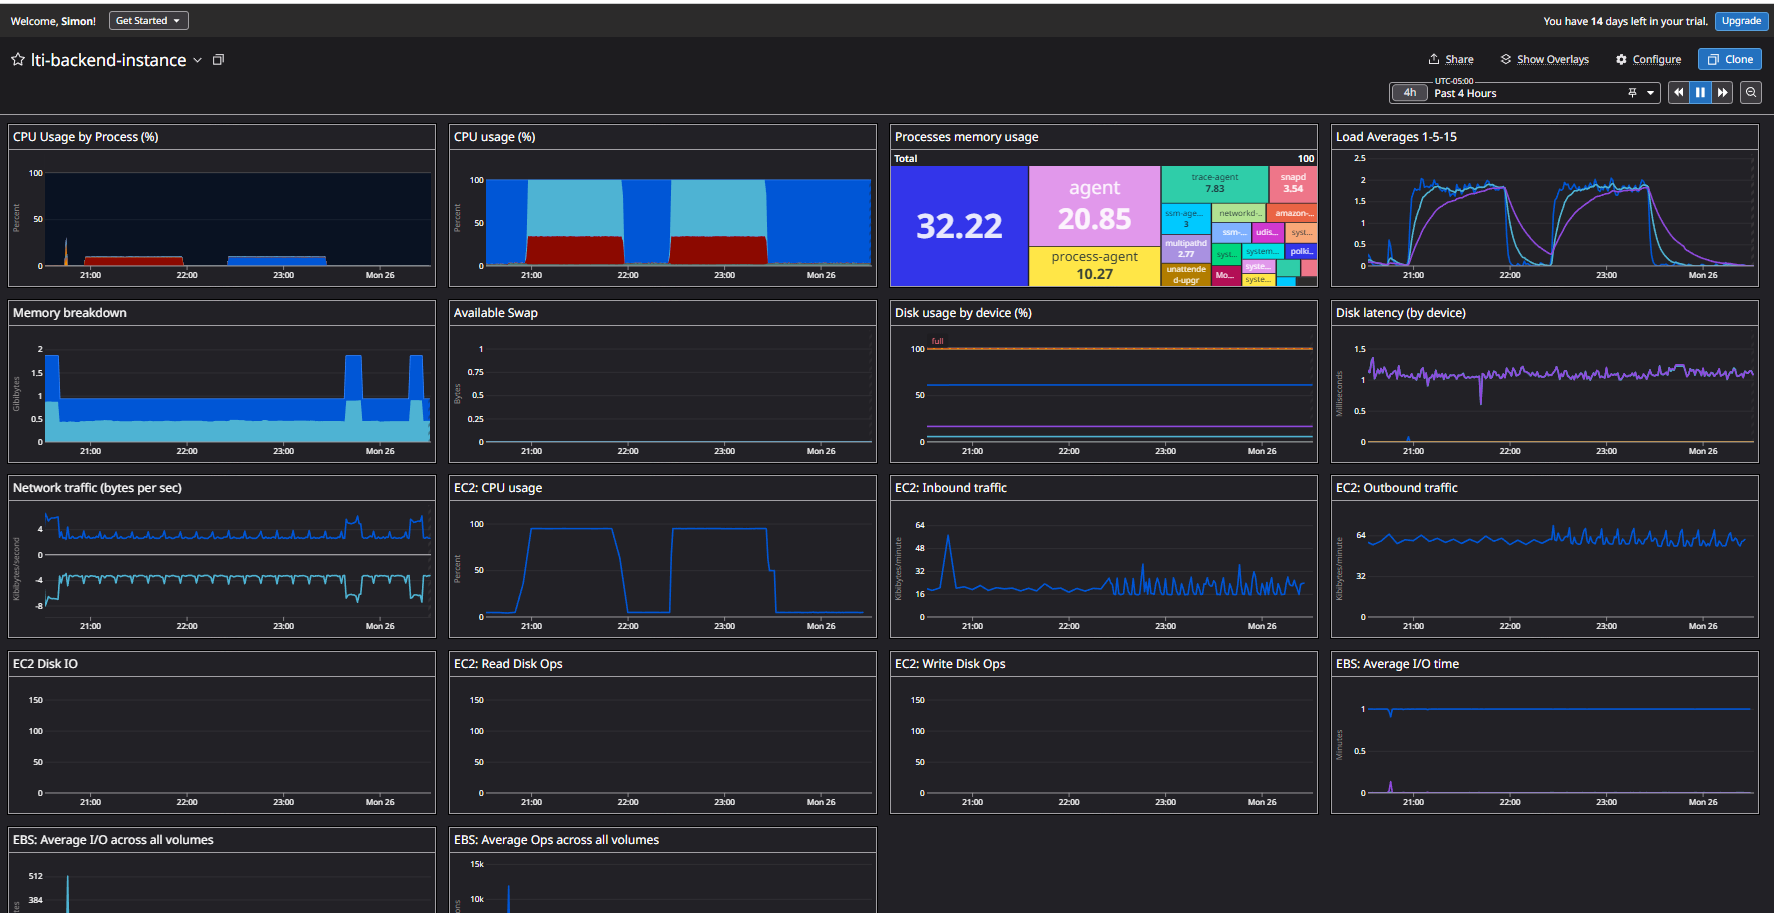 Welcome, Simon!
Get Started
You have 14 days left in your trial.
Upgrade
lti-backend-instance
Share
Show Overlays
Configure
Clone
UTC-05:00
4h
Past 4 Hours
CPU Usage by Process (%)
Percent
100
50
0
21:00
22:00
23:00
Mon 26
CPU usage (%)
Percent
100
50
0
21:00
22:00
23:00
Mon 26
Processes memory usage
Total
100
32.22
agent
20.85
process-agent
10.27
trace-agent
7.83
snapd
3.54
ssm-age...
3
networkd-...
amazon-...
multipathd
2.77
ssm-...
udis...
syst...
unattende
d-upgr
sysl...
system...
polki...
Mo...
syste...
syste...
Load Averages 1-5-15
2.5
2
1.5
1
0.5
0
21:00
22:00
23:00
Mon 26
Memory breakdown
Gibibytes
2
1.5
1
0.5
0
21:00
22:00
23:00
Mon 26
Available Swap
Bytes
1
0.75
0.5
0.25
0
21:00
22:00
23:00
Mon 26
Disk usage by device (%)
full
100
50
0
21:00
22:00
23:00
Mon 26
Disk latency (by device)
Milliseconds
1.5
1
0.5
0
21:00
22:00
23:00
Mon 26
Network traffic (bytes per sec)
Kibibytes/second
4
0
-4
-8
21:00
22:00
23:00
Mon 26
EC2: CPU usage
Percent
100
50
0
21:00
22:00
23:00
Mon 26
EC2: Inbound traffic
Kibibytes/minute
64
48
32
16
0
21:00
22:00
23:00
Mon 26
EC2: Outbound traffic
Kibibytes/minute
64
32
0
21:00
22:00
23:00
Mon 26
EC2 Disk IO
150
100
50
0
21:00
22:00
23:00
Mon 26
EC2: Read Disk Ops
150
100
50
0
21:00
22:00
23:00
Mon 26
EC2: Write Disk Ops
150
100
50
0
21:00
22:00
23:00
Mon 26
EBS: Average I/O time
Minutes
1
0.5
0
21:00
22:00
23:00
Mon 26
EBS: Average I/O across all volumes
512
384
EBS: Average Ops across all volumes
15k
10k